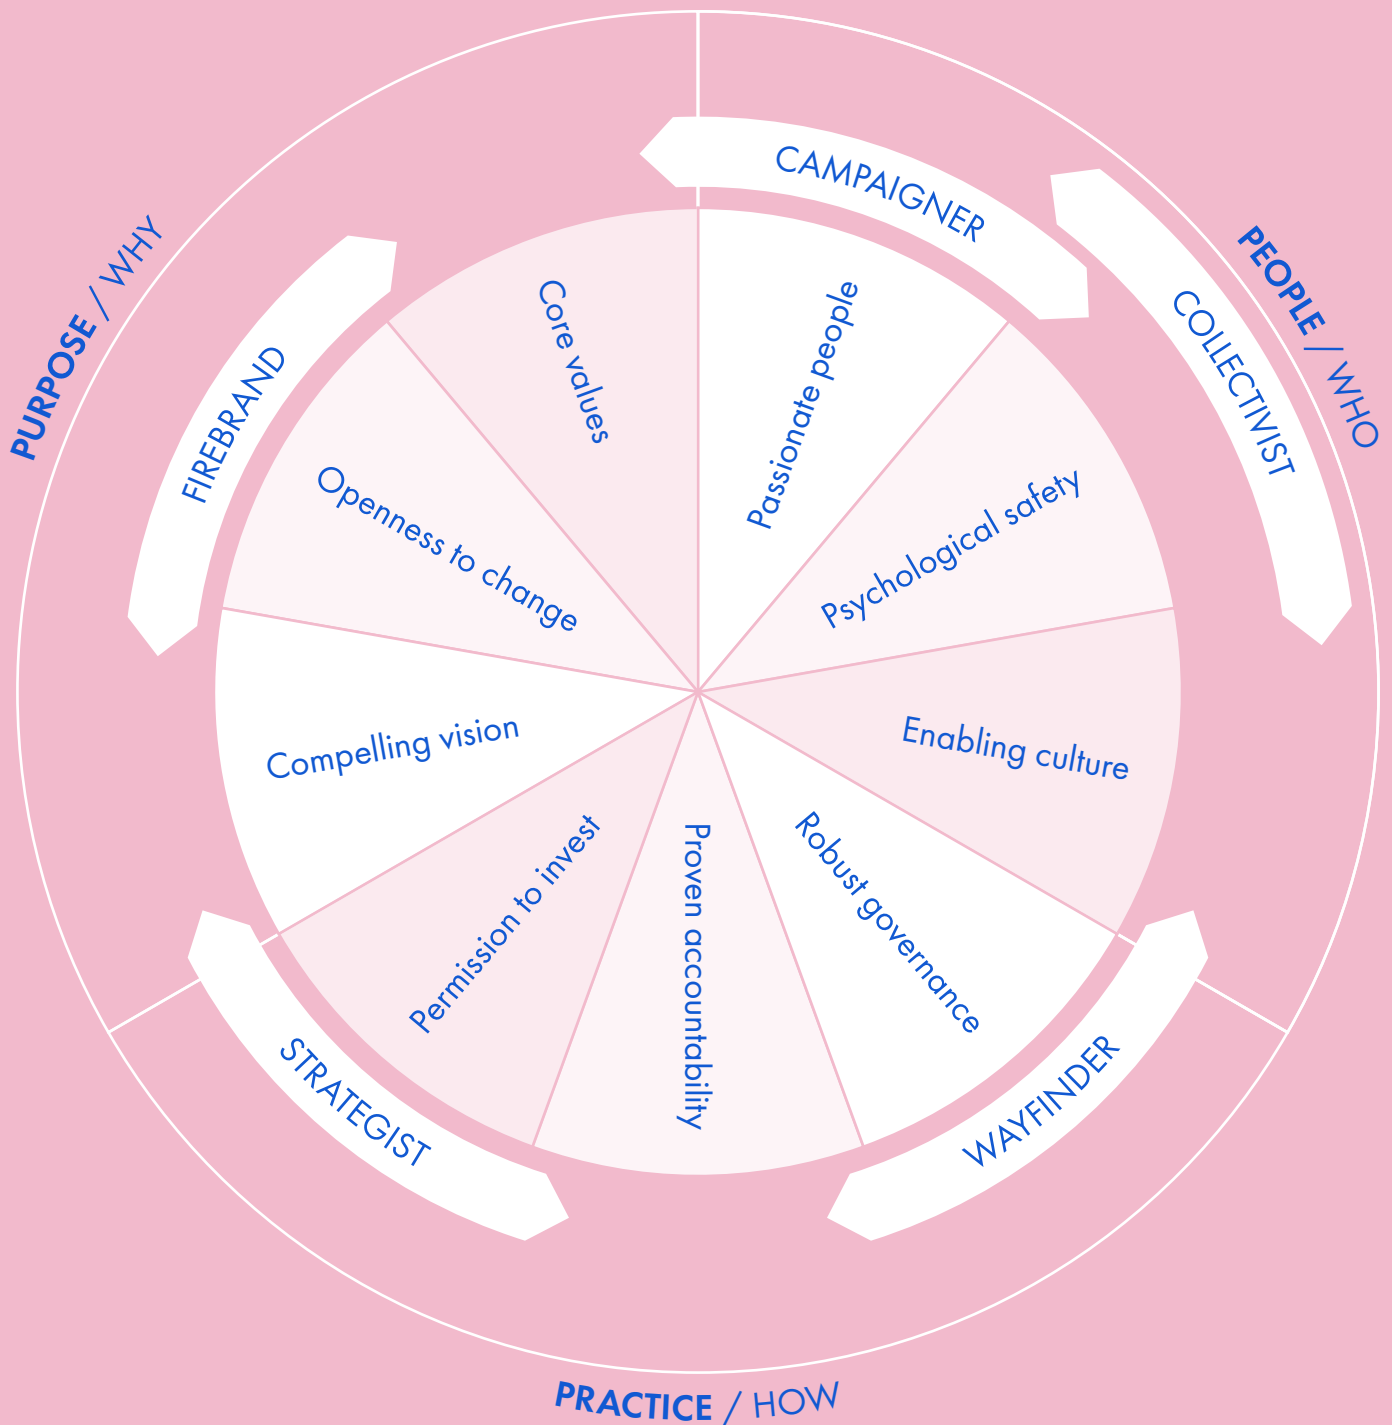 PURPOSE / WHY
PEOPLE / WHO
PRACTICE / HOW
CAMPAIGNER
COLLECTIVIST
WAYFINDER
STRATEGIST
FIREBRAND
Core values
Passionate people
Psychological safety
Enabling culture
Robust governance
Proven accountability
Permission to invest
Compelling vision
Openness to change